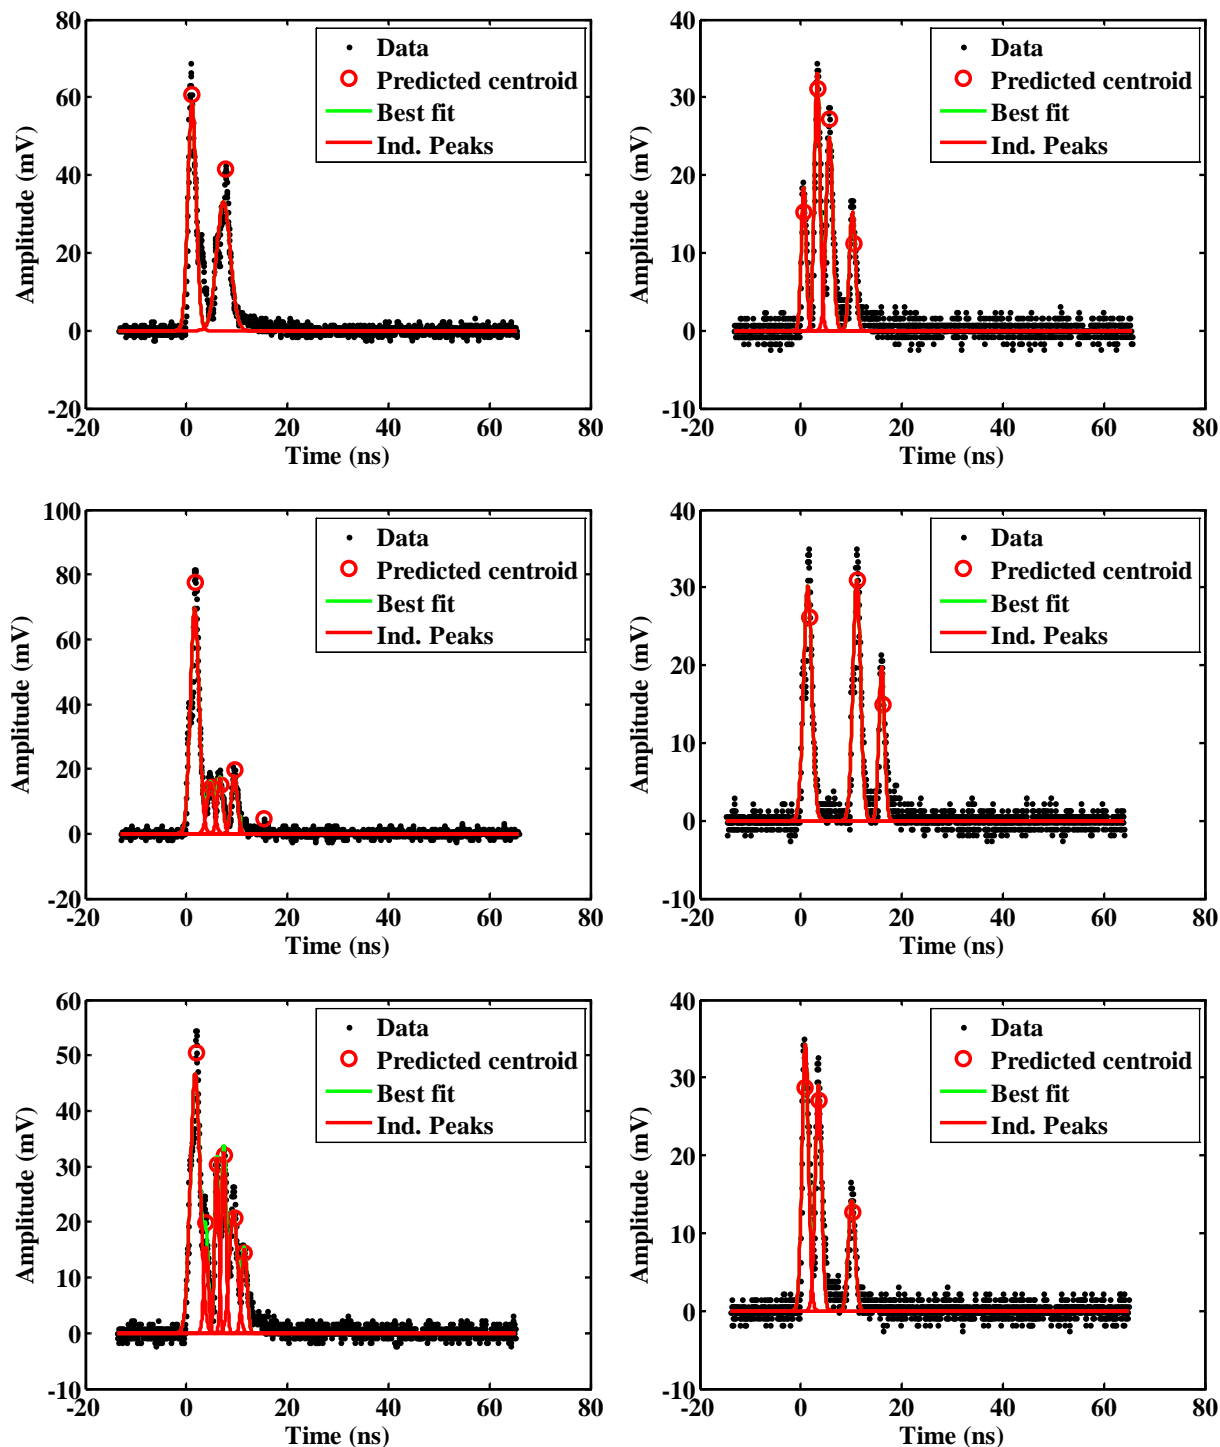 80
60
40
20
0
-20
Amplitude (mV)
-20 0 20 40 60 80
Time (ns)
Data
Predicted centroid
Best fit
Ind. Peaks
40
30
20
10
0
-10
Amplitude (mV)
-20 0 20 40 60 80
Time (ns)
Data
Predicted centroid
Best fit
Ind. Peaks
100
80
60
40
20
0
-20
Amplitude (mV)
-20 0 20 40 60 80
Time (ns)
Data
Predicted centroid
Best fit
Ind. Peaks
40
30
20
10
0
-10
Amplitude (mV)
-20 0 20 40 60 80
Time (ns)
Data
Predicted centroid
Best fit
Ind. Peaks
60
50
40
30
20
10
0
-10
Amplitude (mV)
-20 0 20 40 60 80
Time (ns)
Data
Predicted centroid
Best fit
Ind. Peaks
40
30
20
10
0
-10
Amplitude (mV)
-20 0 20 40 60 80
Time (ns)
Data
Predicted centroid
Best fit
Ind. Peaks